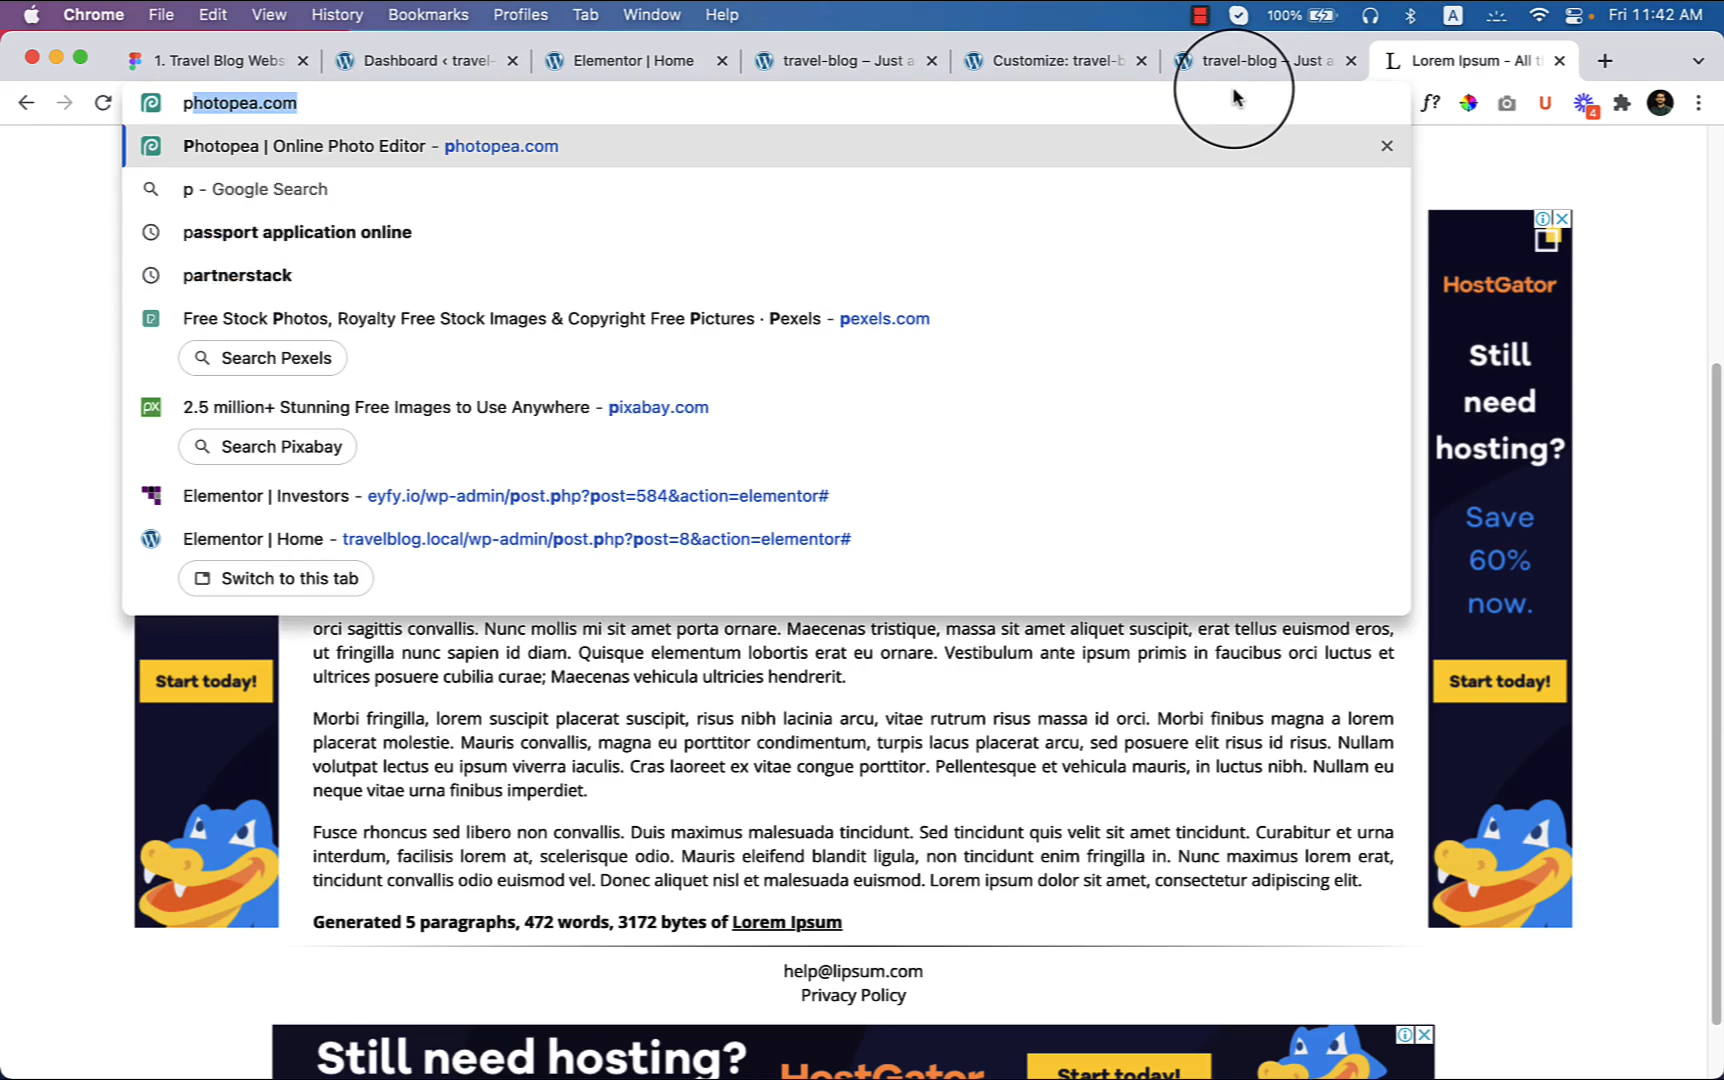 Chrome File Edit View History Bookmarks Profiles Tab Window Help 100% A Fri 11:42 AM
1. Travel Blog Webs Dashboard ‹ travel- Elementor | Home travel-blog – Just a Customize: travel-b travel-blog – Just a L Lorem Ipsum - All t
photopea.com f? U 4
Photopea | Online Photo Editor - photopea.com
p - Google Search
passport application online
partnerstack
Free Stock Photos, Royalty Free Stock Images & Copyright Free Pictures · Pexels - pexels.com
Search Pexels
px 2.5 million+ Stunning Free Images to Use Anywhere - pixabay.com
Search Pixabay
Elementor | Investors - eyfy.io/wp-admin/post.php?post=584&action=elementor#
Elementor | Home - travelblog.local/wp-admin/post.php?post=8&action=elementor#
Switch to this tab
HostGator
Still
need
hosting?
Save
60%
now.
Start today!
Start today!
orci sagittis convallis. Nunc mollis mi sit amet porta ornare. Maecenas tristique, massa sit amet aliquet suscipit, erat tellus euismod eros,
ut fringilla nunc sapien id diam. Quisque elementum lobortis erat eu ornare. Vestibulum ante ipsum primis in faucibus orci luctus et
ultrices posuere cubilia curae; Maecenas vehicula ultricies hendrerit.
Morbi fringilla, lorem suscipit placerat suscipit, risus nibh lacinia arcu, vitae rutrum risus massa id orci. Morbi finibus magna a lorem
placerat molestie. Mauris convallis, magna eu porttitor condimentum, turpis lacus placerat arcu, sed posuere elit risus id risus. Nullam
volutpat lectus eu ipsum viverra iaculis. Cras laoreet ex vitae congue porttitor. Pellentesque et vehicula mauris, in luctus nibh. Nullam eu
neque vitae urna finibus imperdiet.
Fusce rhoncus sed libero non convallis. Duis maximus malesuada tincidunt. Sed tincidunt quis velit sit amet tincidunt. Curabitur et urna
interdum, facilisis lorem at, scelerisque odio. Mauris eleifend blandit ligula, non tincidunt enim fringilla in. Nunc maximus lorem erat,
tincidunt convallis odio euismod vel. Donec aliquet nisl et malesuada euismod. Lorem ipsum dolor sit amet, consectetur adipiscing elit.
Generated 5 paragraphs, 472 words, 3172 bytes of Lorem Ipsum
help@lipsum.com
Privacy Policy
Still need hosting?
HostGator
Start today!